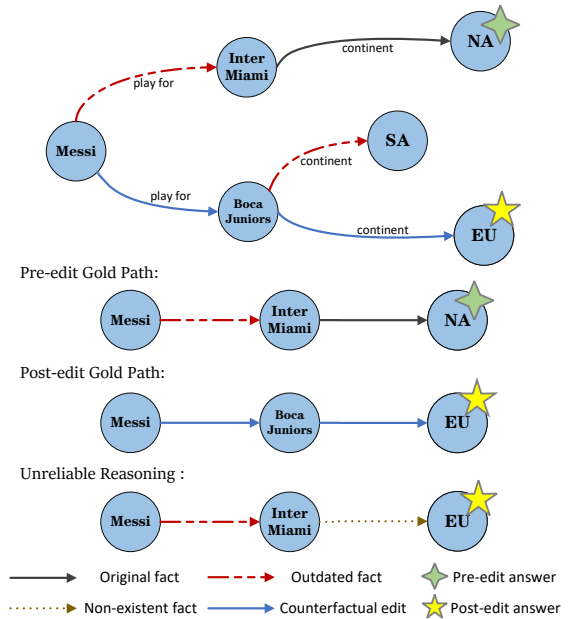 play for
Inter
Miami
continent
NA
Messi
continent
SA
play for
Boca
Juniors
continent
EU
Pre-edit Gold Path:
Messi
Inter
Miami
NA
Post-edit Gold Path:
Messi
Boca
Juniors
EU
Unreliable Reasoning :
Messi
Inter
Miami
EU
Original fact
Outdated fact
Pre-edit answer
Non-existent fact
Counterfactual edit
Post-edit answer